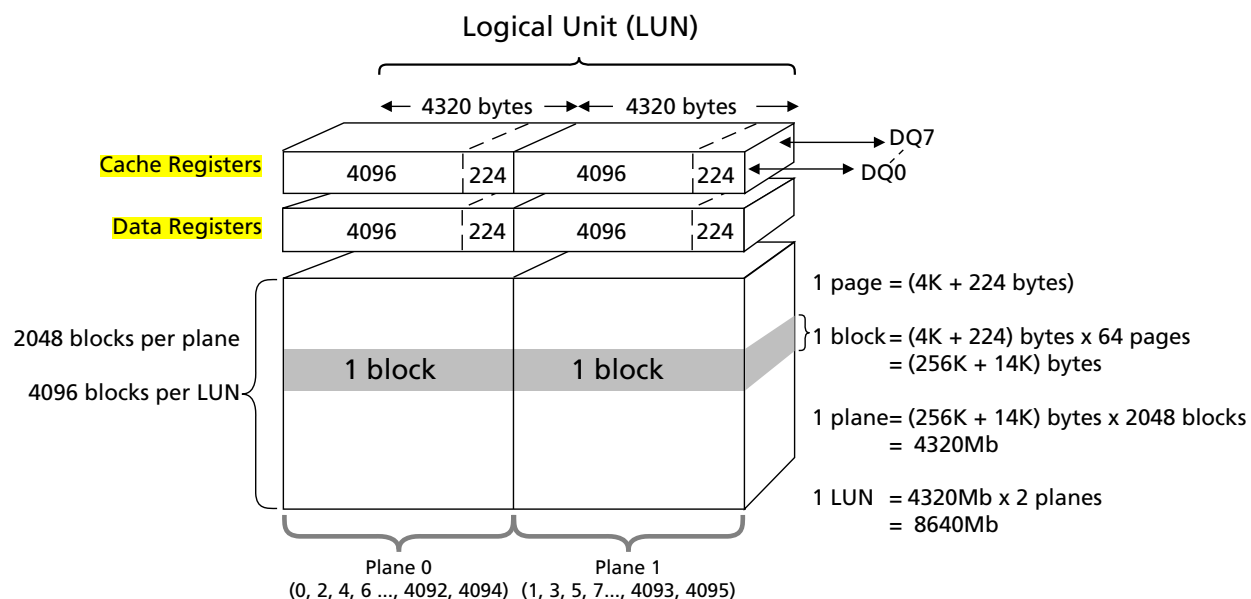 Logical Unit (LUN)
4320 bytes 4320 bytes
Cache Registers 4096 224 4096 224 DQ7
DQ0
Data Registers 4096 224 4096 224
1 page = (4K + 224 bytes)
2048 blocks per plane
4096 blocks per LUN
1 block 1 block
1 block = (4K + 224) bytes x 64 pages
= (256K + 14K) bytes
1 plane= (256K + 14K) bytes x 2048 blocks
= 4320Mb
1 LUN = 4320Mb x 2 planes
= 8640Mb
Plane 0
(0, 2, 4, 6 ..., 4092, 4094)
Plane 1
(1, 3, 5, 7..., 4093, 4095)